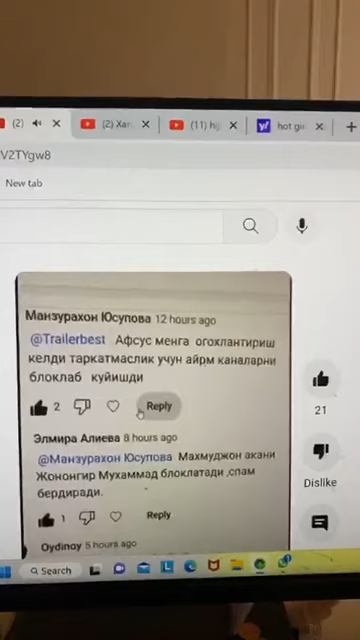 (2)
(2) Xar
(11) hij
hot gir
V2TYgw8
New tab
Манзурахон Юсупова 12 hours ago
@Trailerbest Афсус менга огохлантириш
келди таркатмаслик учун айрм каналарни
блоклаб куйишди
2
Reply
Элмира Алиева 8 hours ago
@Манзурахон Юсупова Махмуджон акани
Жононгир Мухаммад блоклатади ,спам
бердиради.
1
Reply
Oydinoy 5 hours ago
21
Dislike
Search